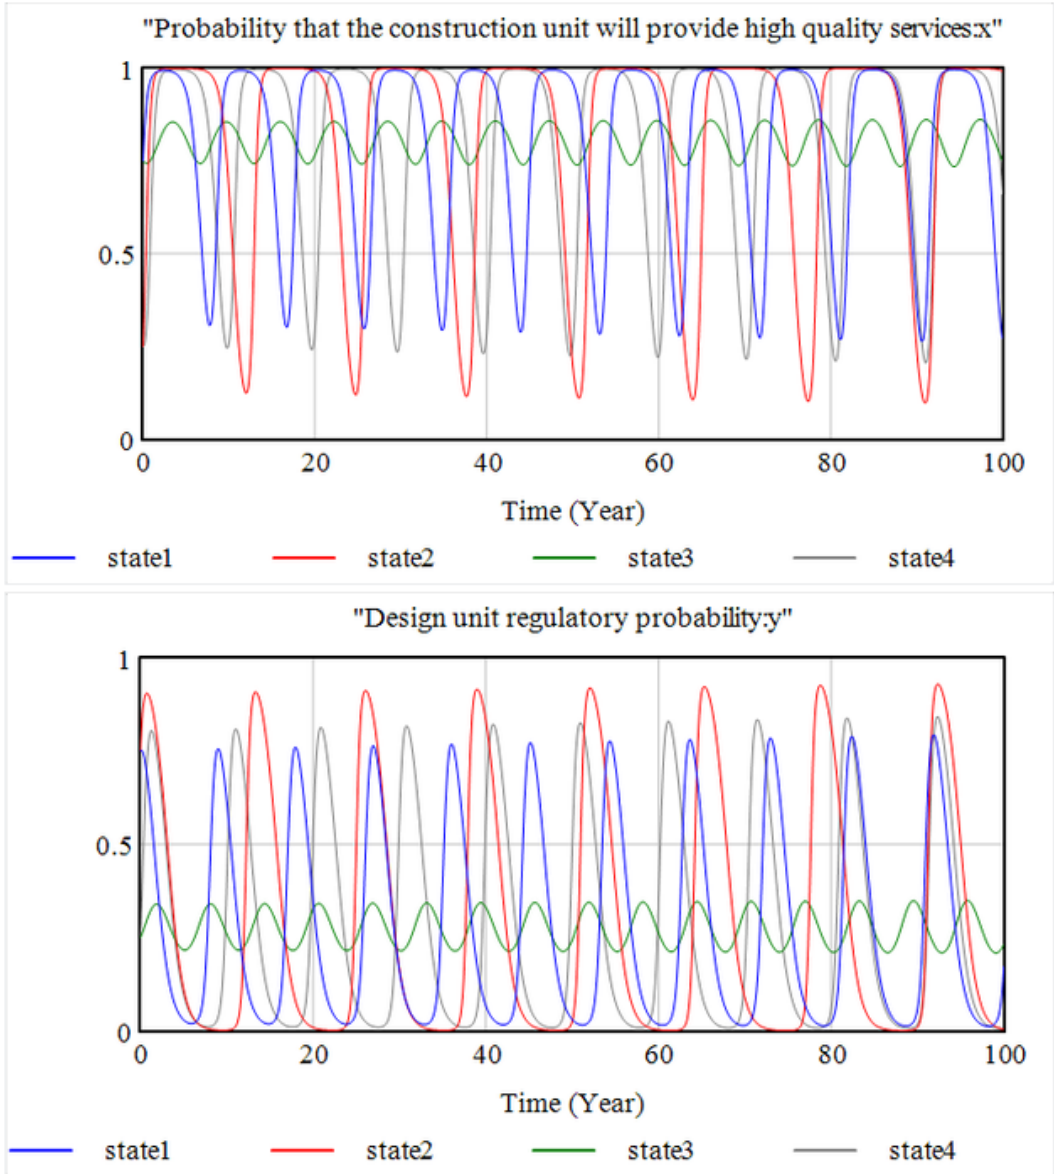 "Probability that the construction unit will provide high quality services:x"
1
0.5
0
0 20 40 60 80 100
Time (Year)
state1 state2 state3 state4
"Design unit regulatory probability:y"
1
0.5
0
0 20 40 60 80 100
Time (Year)
state1 state2 state3 state4